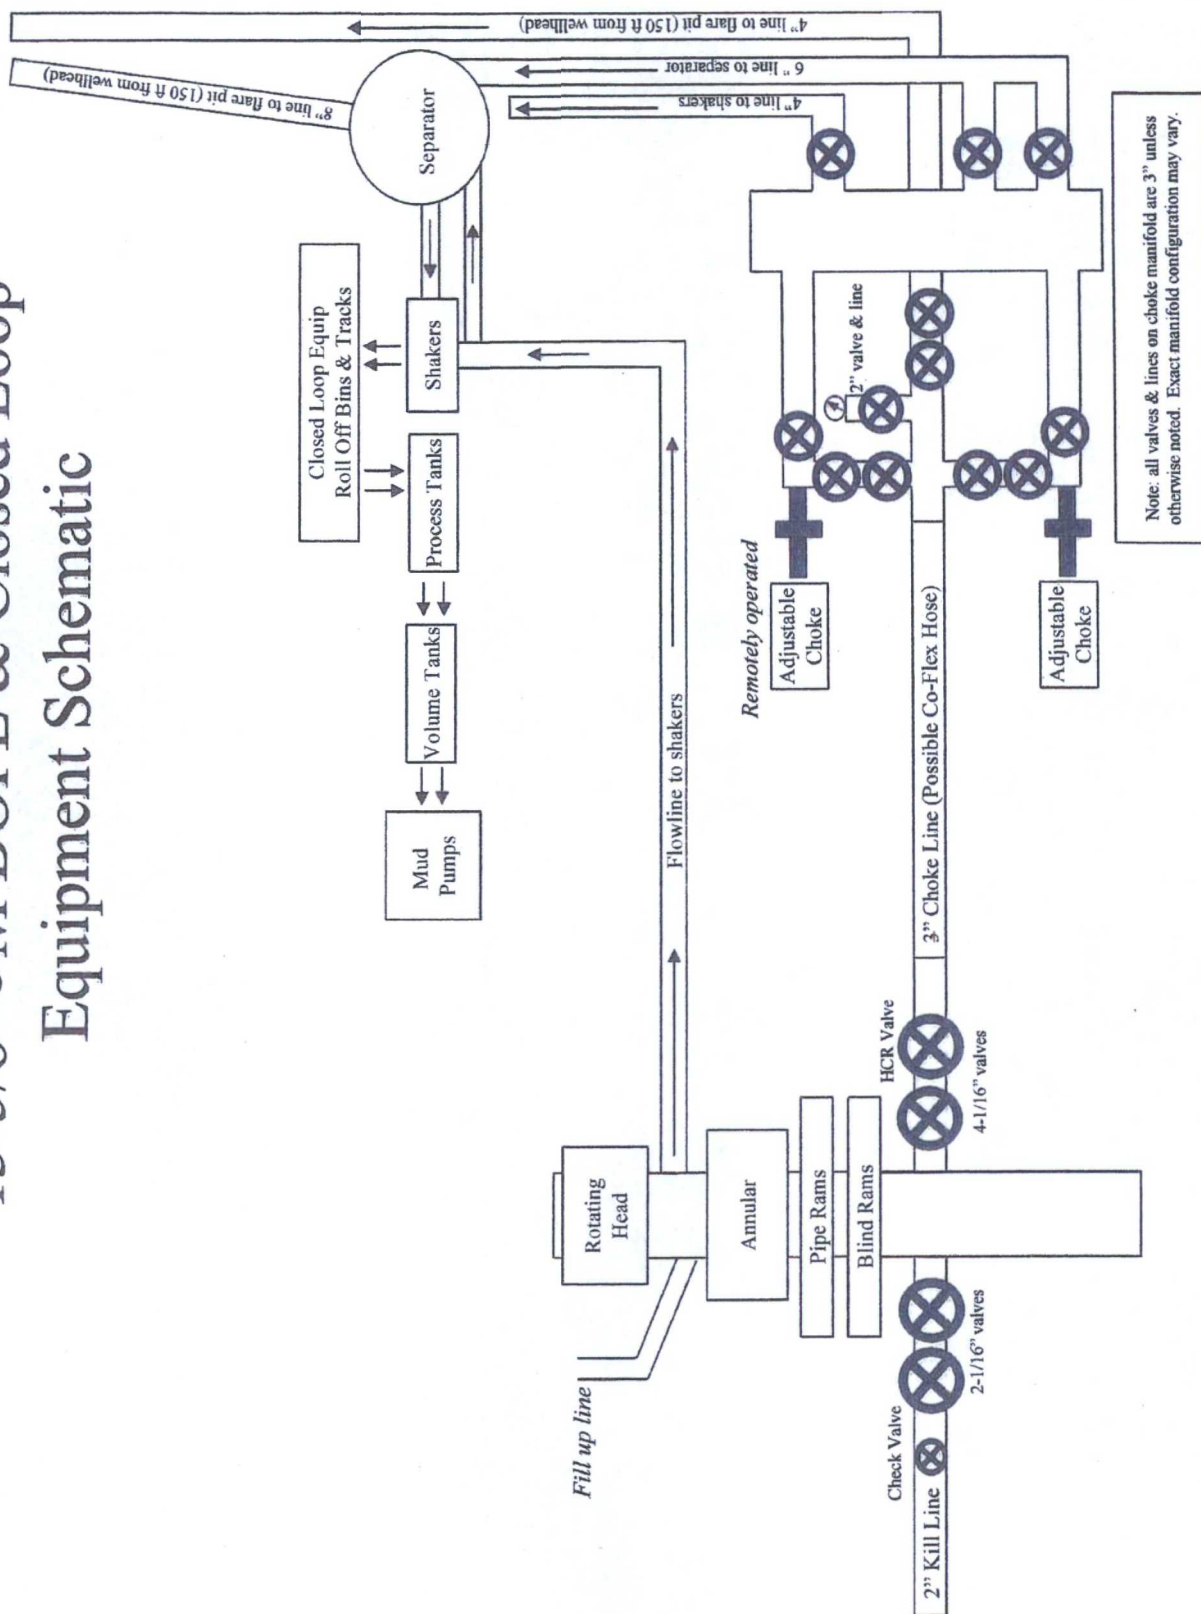 & Closed Loop
Equipment Schematic
Closed Loop Equip
Roll Off Bins & Tracks
Mud
Pumps
Volume Tanks
Process Tanks
Shakers
Separator
8" line to flare pit (150 ft from wellhead)
4" line to flare pit (150 ft from wellhead)
6" line to separator
4" line to shakers
Fill up line
Rotating
Head
Flowline to shakers
Annular
Pipe Rams
Blind Rams
Remotely operated
Adjustable
Choke
2" valve & line
Check Valve
2" Kill Line
2-1/16" valves
HCR Valve
4-1/16" valves
3" Choke Line (Possible Co-Flex Hose)
Adjustable
Choke
Note: all valves & lines on choke manifold are 3" unless
otherwise noted. Exact manifold configuration may vary.